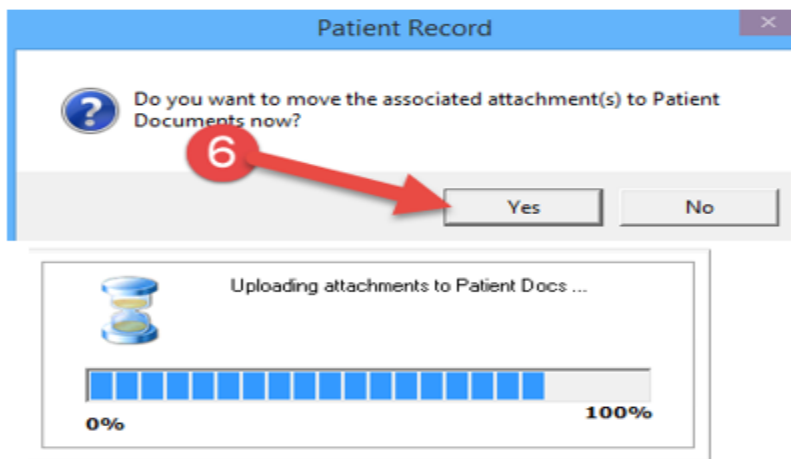 Patient Record
Do you want to move the associated attachment(s) to Patient
Documents now?
6
Yes
No
Uploading attachments to Patient Docs ...
0%
100%